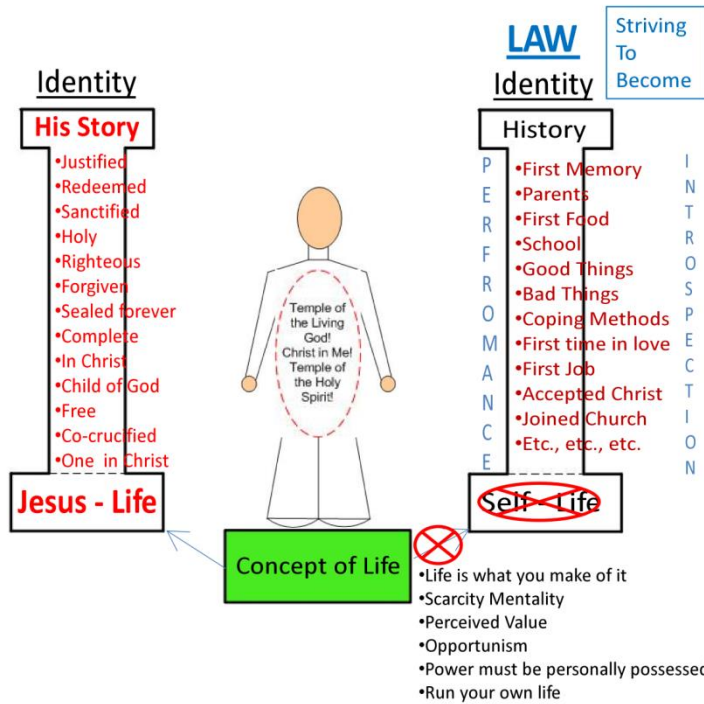 Identity
His Story
•Justified
•Redeemed
•Sanctified
•Holy
•Righteous
•Forgiven
•Sealed forever
•Complete
•In Christ
•Child of God
•Free
•Co-crucified
•One in Christ
Jesus - Life
Temple of
the Living
God!
Christ in Me!
Temple of
the Holy
Spirit!
Concept of Life
LAW
Identity
Striving
To
Become
History
PERFROMANCE
•First Memory
•Parents
•First Food
•School
•Good Things
•Bad Things
•Coping Methods
•First time in love
•First Job
•Accepted Christ
•Joined Church
•Etc., etc., etc.
INTROSPECTION
Self - Life
•Life is what you make of it
•Scarcity Mentality
•Perceived Value
•Opportunism
•Power must be personally possessed
•Run your own life